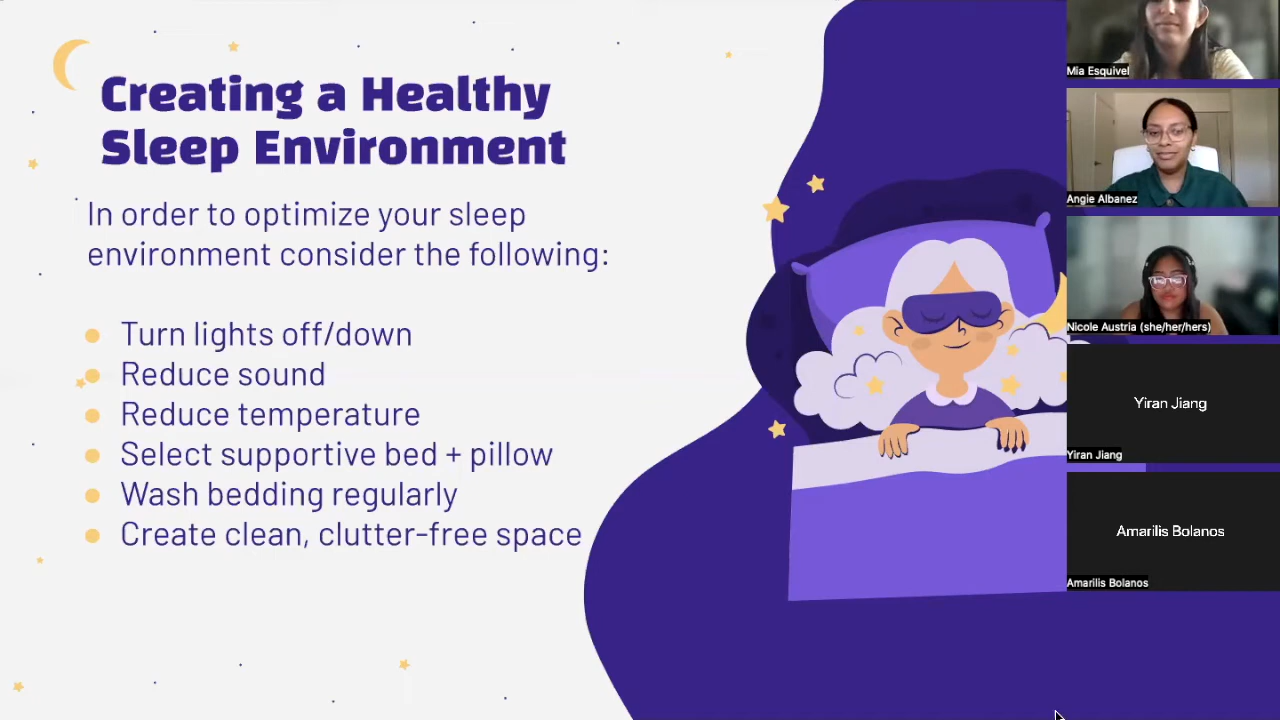 Creating a Healthy
Sleep Environment
In order to optimize your sleep
environment consider the following:
Turn lights off/down
Reduce sound
Reduce temperature
Select supportive bed + pillow
Wash bedding regularly
Create clean, clutter-free space
Mia Esquivel
Angie Albanez
Nicole Austria (she/her/hers)
Yiran Jiang
Yiran Jiang
Amarilis Bolanos
Amarilis Bolanos